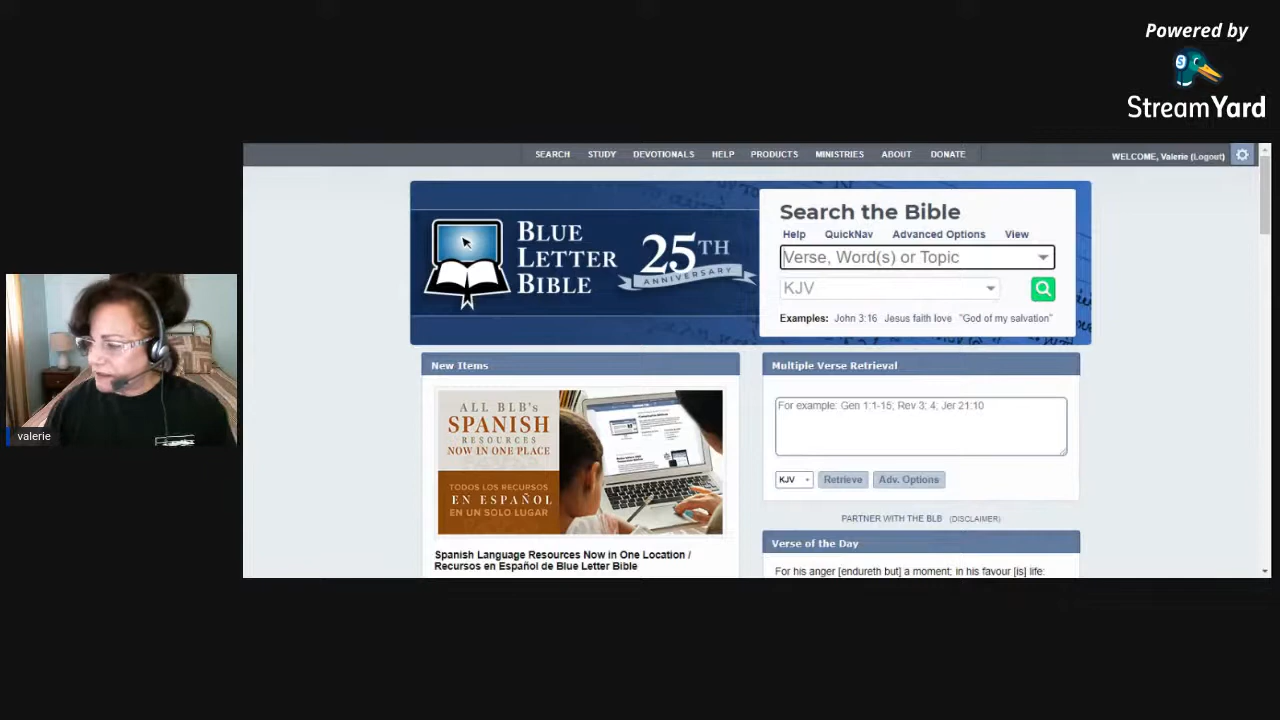 Powered by
StreamYard
SEARCH STUDY DEVOTIONALS HELP PRODUCTS MINISTRIES ABOUT DONATE
WELCOME, Valerie (Logout)
BLUE
LETTER
BIBLE
25TH
ANNIVERSARY
Search the Bible
Help QuickNav Advanced Options View
Verse, Word(s) or Topic
KJV
Examples: John 3:16 Jesus faith love "God of my salvation"
New Items
ALL BLB's
SPANISH
RESOURCES
NOW IN ONE PLACE
TODOS LOS RECURSOS
EN ESPAÑOL
EN UN SOLO LUGAR
Spanish Language Resources Now in One Location /
Recursos en Español de Blue Letter Bible
Multiple Verse Retrieval
For example: Gen 1:1-15; Rev 3; 4; Jer 21:10
KJV Retrieve Adv. Options
PARTNER WITH THE BLB (DISCLAIMER)
Verse of the Day
For his anger [endureth but] a moment; in his favour [is] life:
valerie